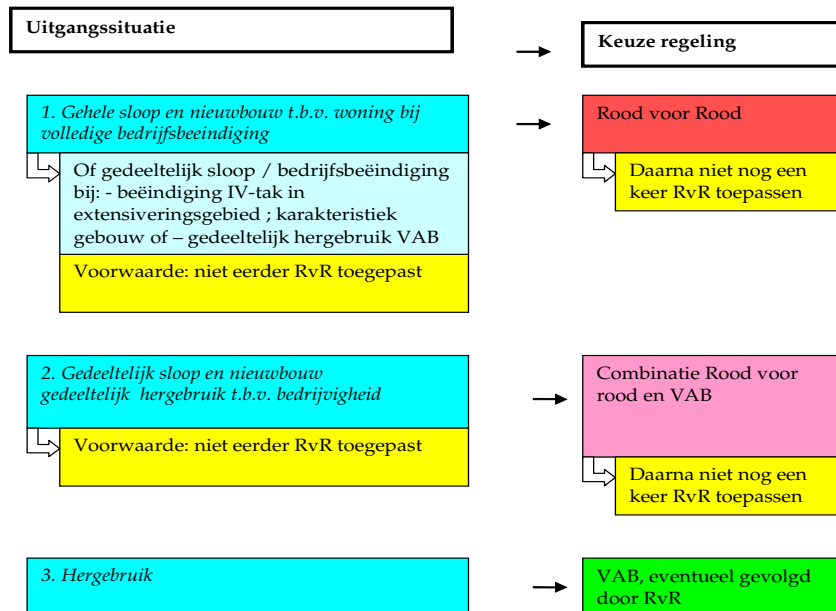 Uitgangssituatie
Keuze regeling
1. Gehele sloop en nieuwbouw t.b.v. woning bij
volledige bedrijfsbeeindiging
Rood voor Rood
Of gedeeltelijk sloop / bedrijfsbeëindiging
bij: - beëindiging IV-tak in
extensiveringsgebied ; karakteristiek
gebouw of – gedeeltelijk hergebruik VAB
Daarna niet nog een
keer RvR toepassen
Voorwaarde: niet eerder RvR toegepast
2. Gedeeltelijk sloop en nieuwbouw
gedeeltelijk hergebruik t.b.v. bedrijvigheid
Combinatie Rood voor
rood en VAB
Voorwaarde: niet eerder RvR toegepast
Daarna niet nog een
keer RvR toepassen
3. Hergebruik
VAB, eventueel gevolgd
door RvR